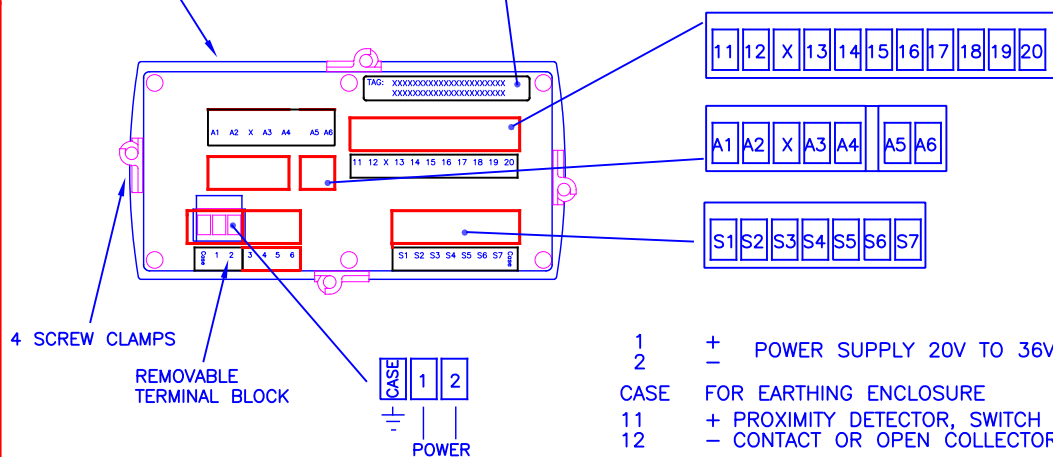 11 12 X 13 14 15 16 17 18 19 20
TAG: XXXXXXXXXXXXXXXXXXXXXX
XXXXXXXXXXXXXXXXXXXXXX
A1 A2 X A3 A4 A5 A6
11 12 X 13 14 15 16 17 18 19 20
A1 A2 X A3 A4 A5 A6
S1 S2 S3 S4 S5 S6 S7
Case 1 2 3 4 5 6
S1 S2 S3 S4 S5 S6 S7 Case
4 SCREW CLAMPS
REMOVABLE
TERMINAL BLOCK
CASE 1 2
POWER
1 +
2 − POWER SUPPLY 20V TO 36V
CASE FOR EARTHING ENCLOSURE
11 + PROXIMITY DETECTOR, SWITCH
12 − CONTACT OR OPEN COLLECTOR